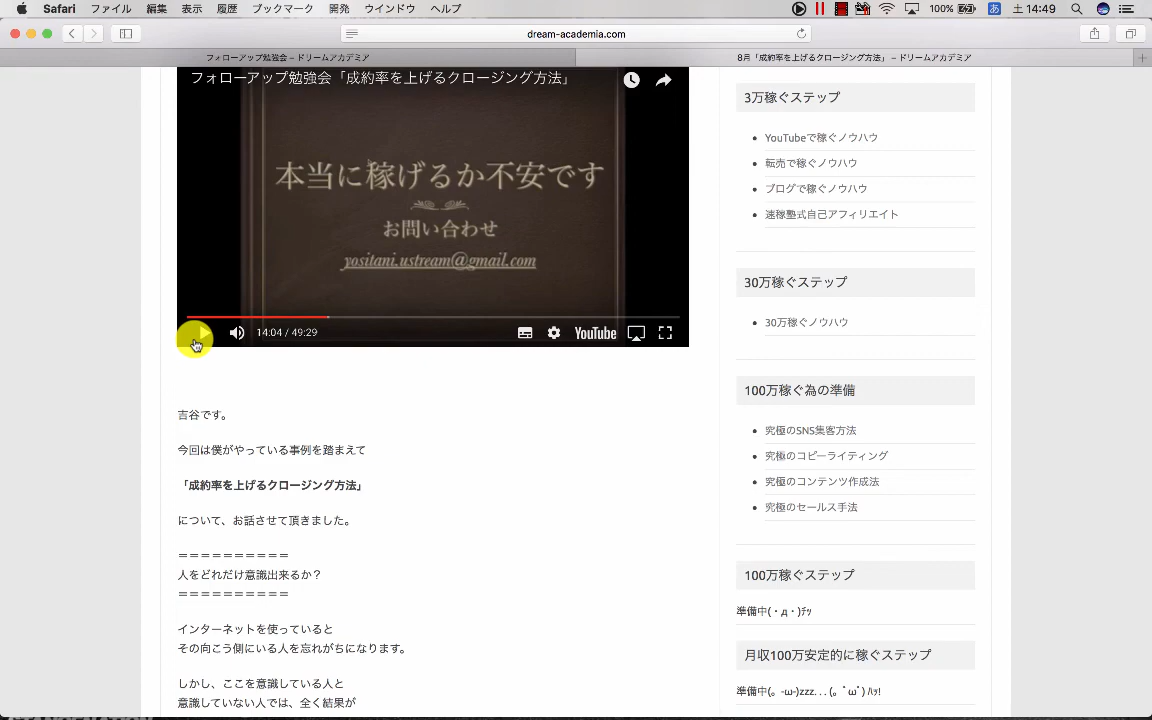 Safari ファイル 編集 表示 履歴 ブックマーク 開発 ウインドウ ヘルプ 100% あ 土 14:49
dream-academia.com
フォローアップ勉強会 – ドリームアカデミア
8月「成約率を上げるクロージング方法」 – ドリームアカデミア
フォローアップ勉強会「成約率を上げるクロージング方法」
本当に稼げるか不安です
お問い合わせ
yositani.ustream@gmail.com
14:04 / 49:29
YouTube
吉谷です。
今回は僕がやっている事例を踏まえて
「成約率を上げるクロージング方法」
について、お話させて頂きました。
==========
人をどれだけ意識出来るか？
==========
インターネットを使っていると
その向こう側にいる人を忘れがちになります。
しかし、ここを意識している人と
意識していない人では、全く結果が
3万稼ぐステップ
YouTubeで稼ぐノウハウ
転売で稼ぐノウハウ
ブログで稼ぐノウハウ
速稼塾式自己アフィリエイト
30万稼ぐステップ
30万稼ぐノウハウ
100万稼ぐ為の準備
究極のSNS集客方法
究極のコピーライティング
究極のコンテンツ作成法
究極のセールス手法
100万稼ぐステップ
準備中(・д・)ﾁｯ
月収100万安定的に稼ぐステップ
準備中(。-ω-)zzz. . . (。ﾟωﾟ) ﾊｯ!